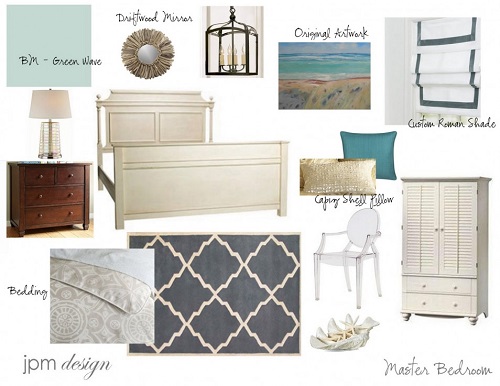 Driftwood Mirror
Original Artwork
BM - Green Wave
Custom Roman Shade
Capiz Shell Pillow
Bedding
jpm design
Master Bedroom